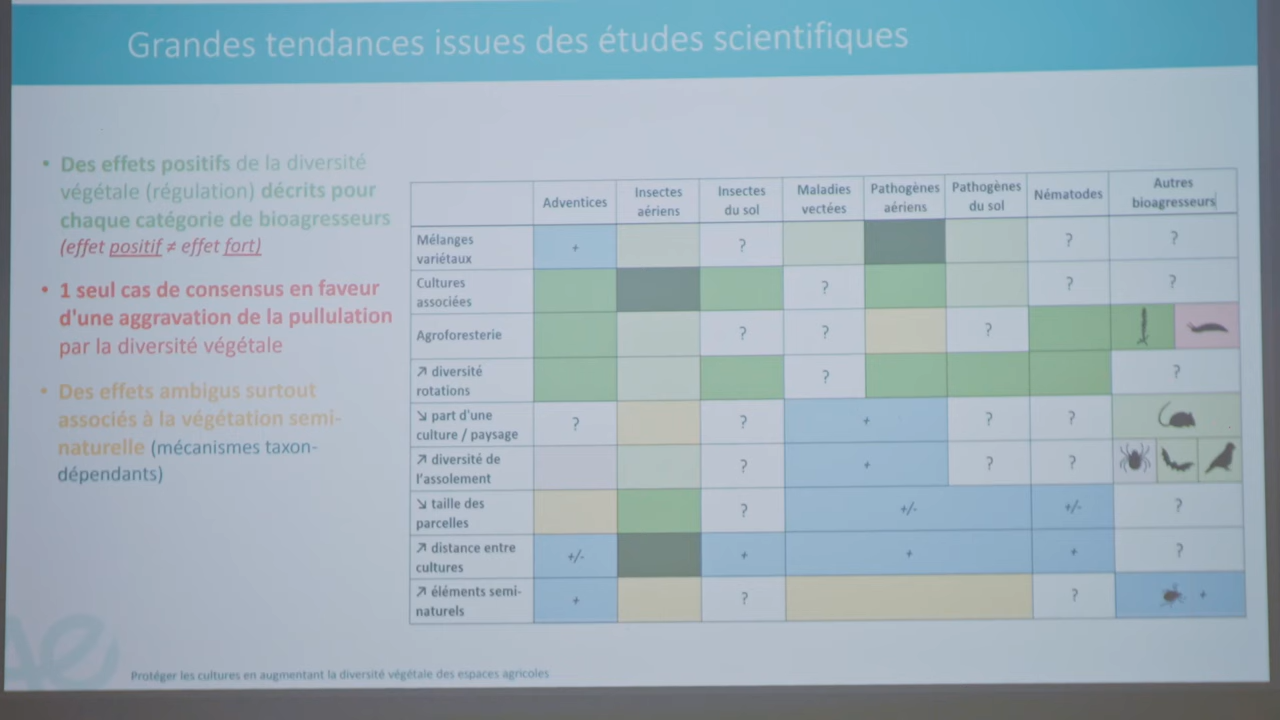 Grandes tendances issues des études scientifiques
• Des effets positifs de la diversité
végétale (régulation) décrits pour
chaque catégorie de bioagresseurs
(effet positif ≠ effet fort)
• 1 seul cas de consensus en faveur
d'une aggravation de la pullulation
par la diversité végétale
• Des effets ambigus surtout
associés à la végétation semi-
naturelle (mécanismes taxon-
dépendants)
Adventices
Insectes
aériens
Insectes
du sol
Maladies
vectées
Pathogènes
aériens
Pathogènes
du sol
Nématodes
Autres
bioagresseurs
Mélanges
variétaux
+ ? ? ?
Cultures
associées
? ? ?
Agroforesterie
? ? ?
↗ diversité
rotations
? ?
↘ part d'une
culture / paysage
? ? + ? ?
↗ diversité de
l'assolement
? + ? ?
↘ taille des
parcelles
? +/- +/- ?
↗ distance entre
cultures
+/- + + + ?
↗ éléments semi-
naturels
+ ? ? +
Protéger les cultures en augmentant la diversité végétale des espaces agricoles
ae